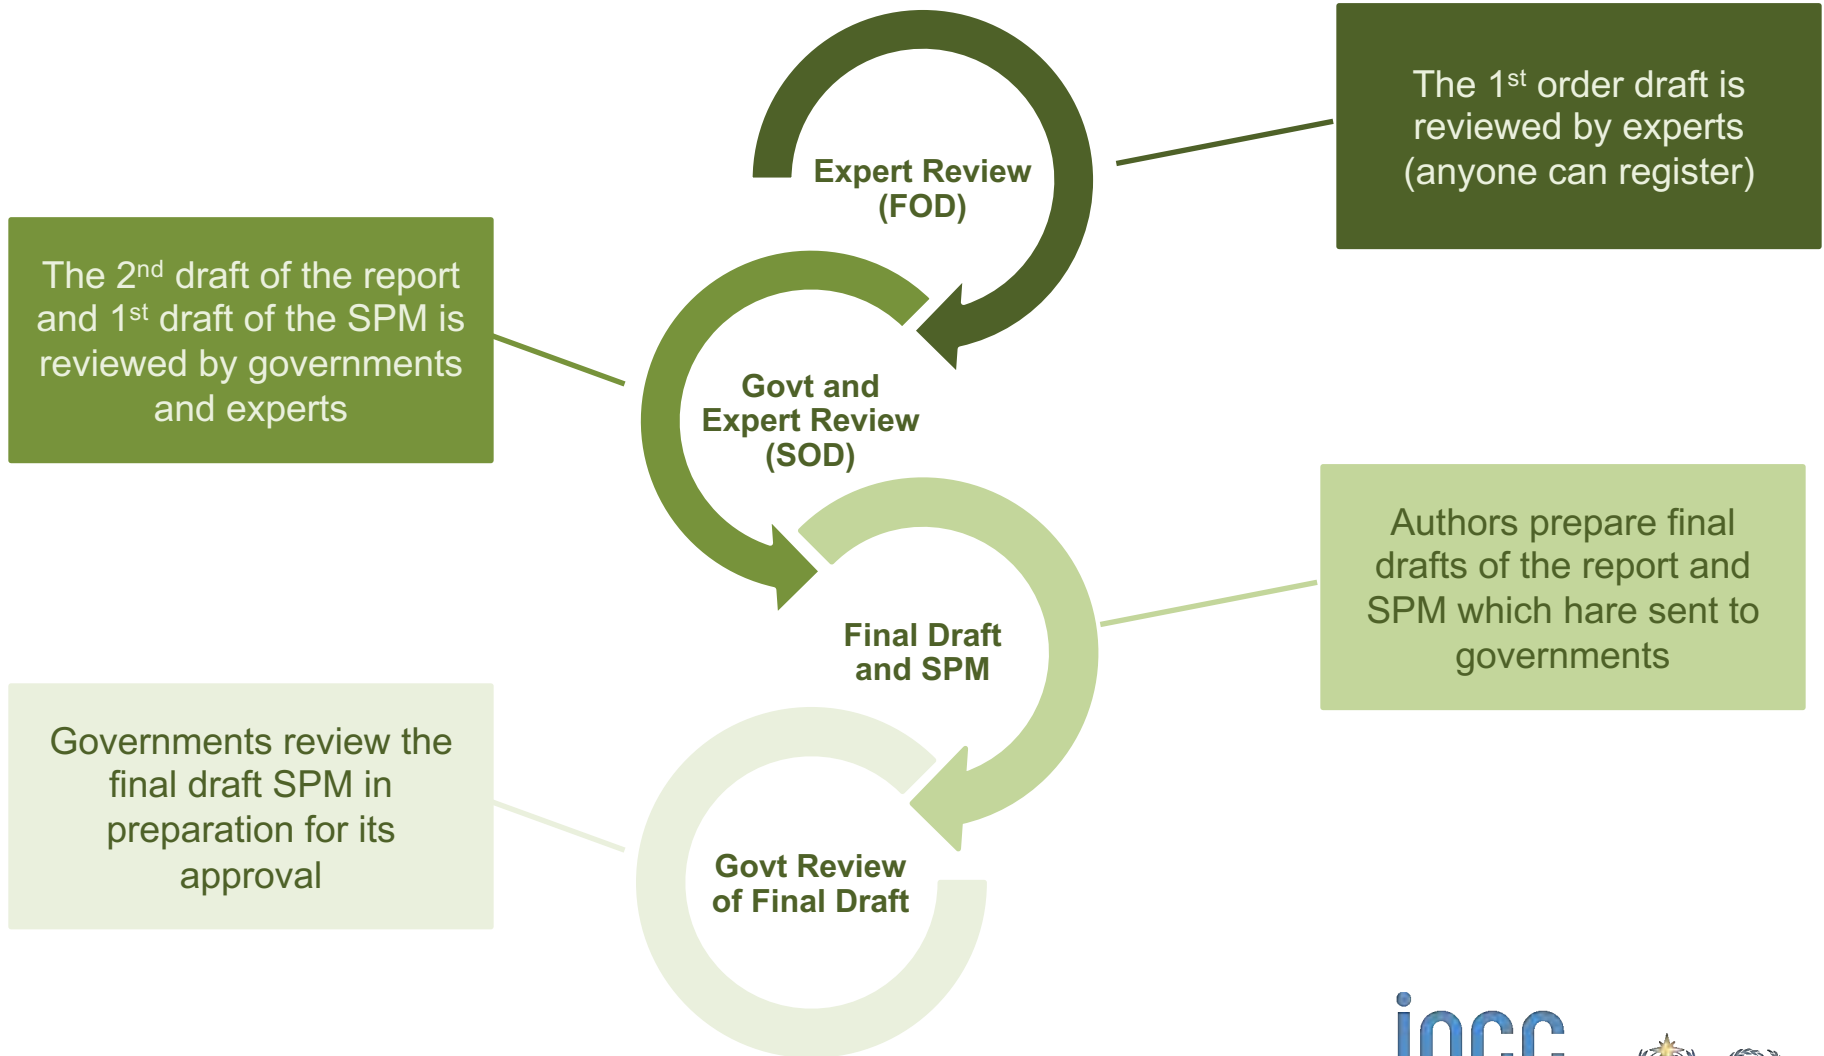 Expert Review
(FOD)
The 1st order draft is
reviewed by experts
(anyone can register)
The 2nd draft of the report
and 1st draft of the SPM is
reviewed by governments
and experts
Govt and
Expert Review
(SOD)
Authors prepare final
drafts of the report and
SPM which hare sent to
governments
Final Draft
and SPM
Governments review the
final draft SPM in
preparation for its
approval
Govt Review
of Final Draft
ipcc